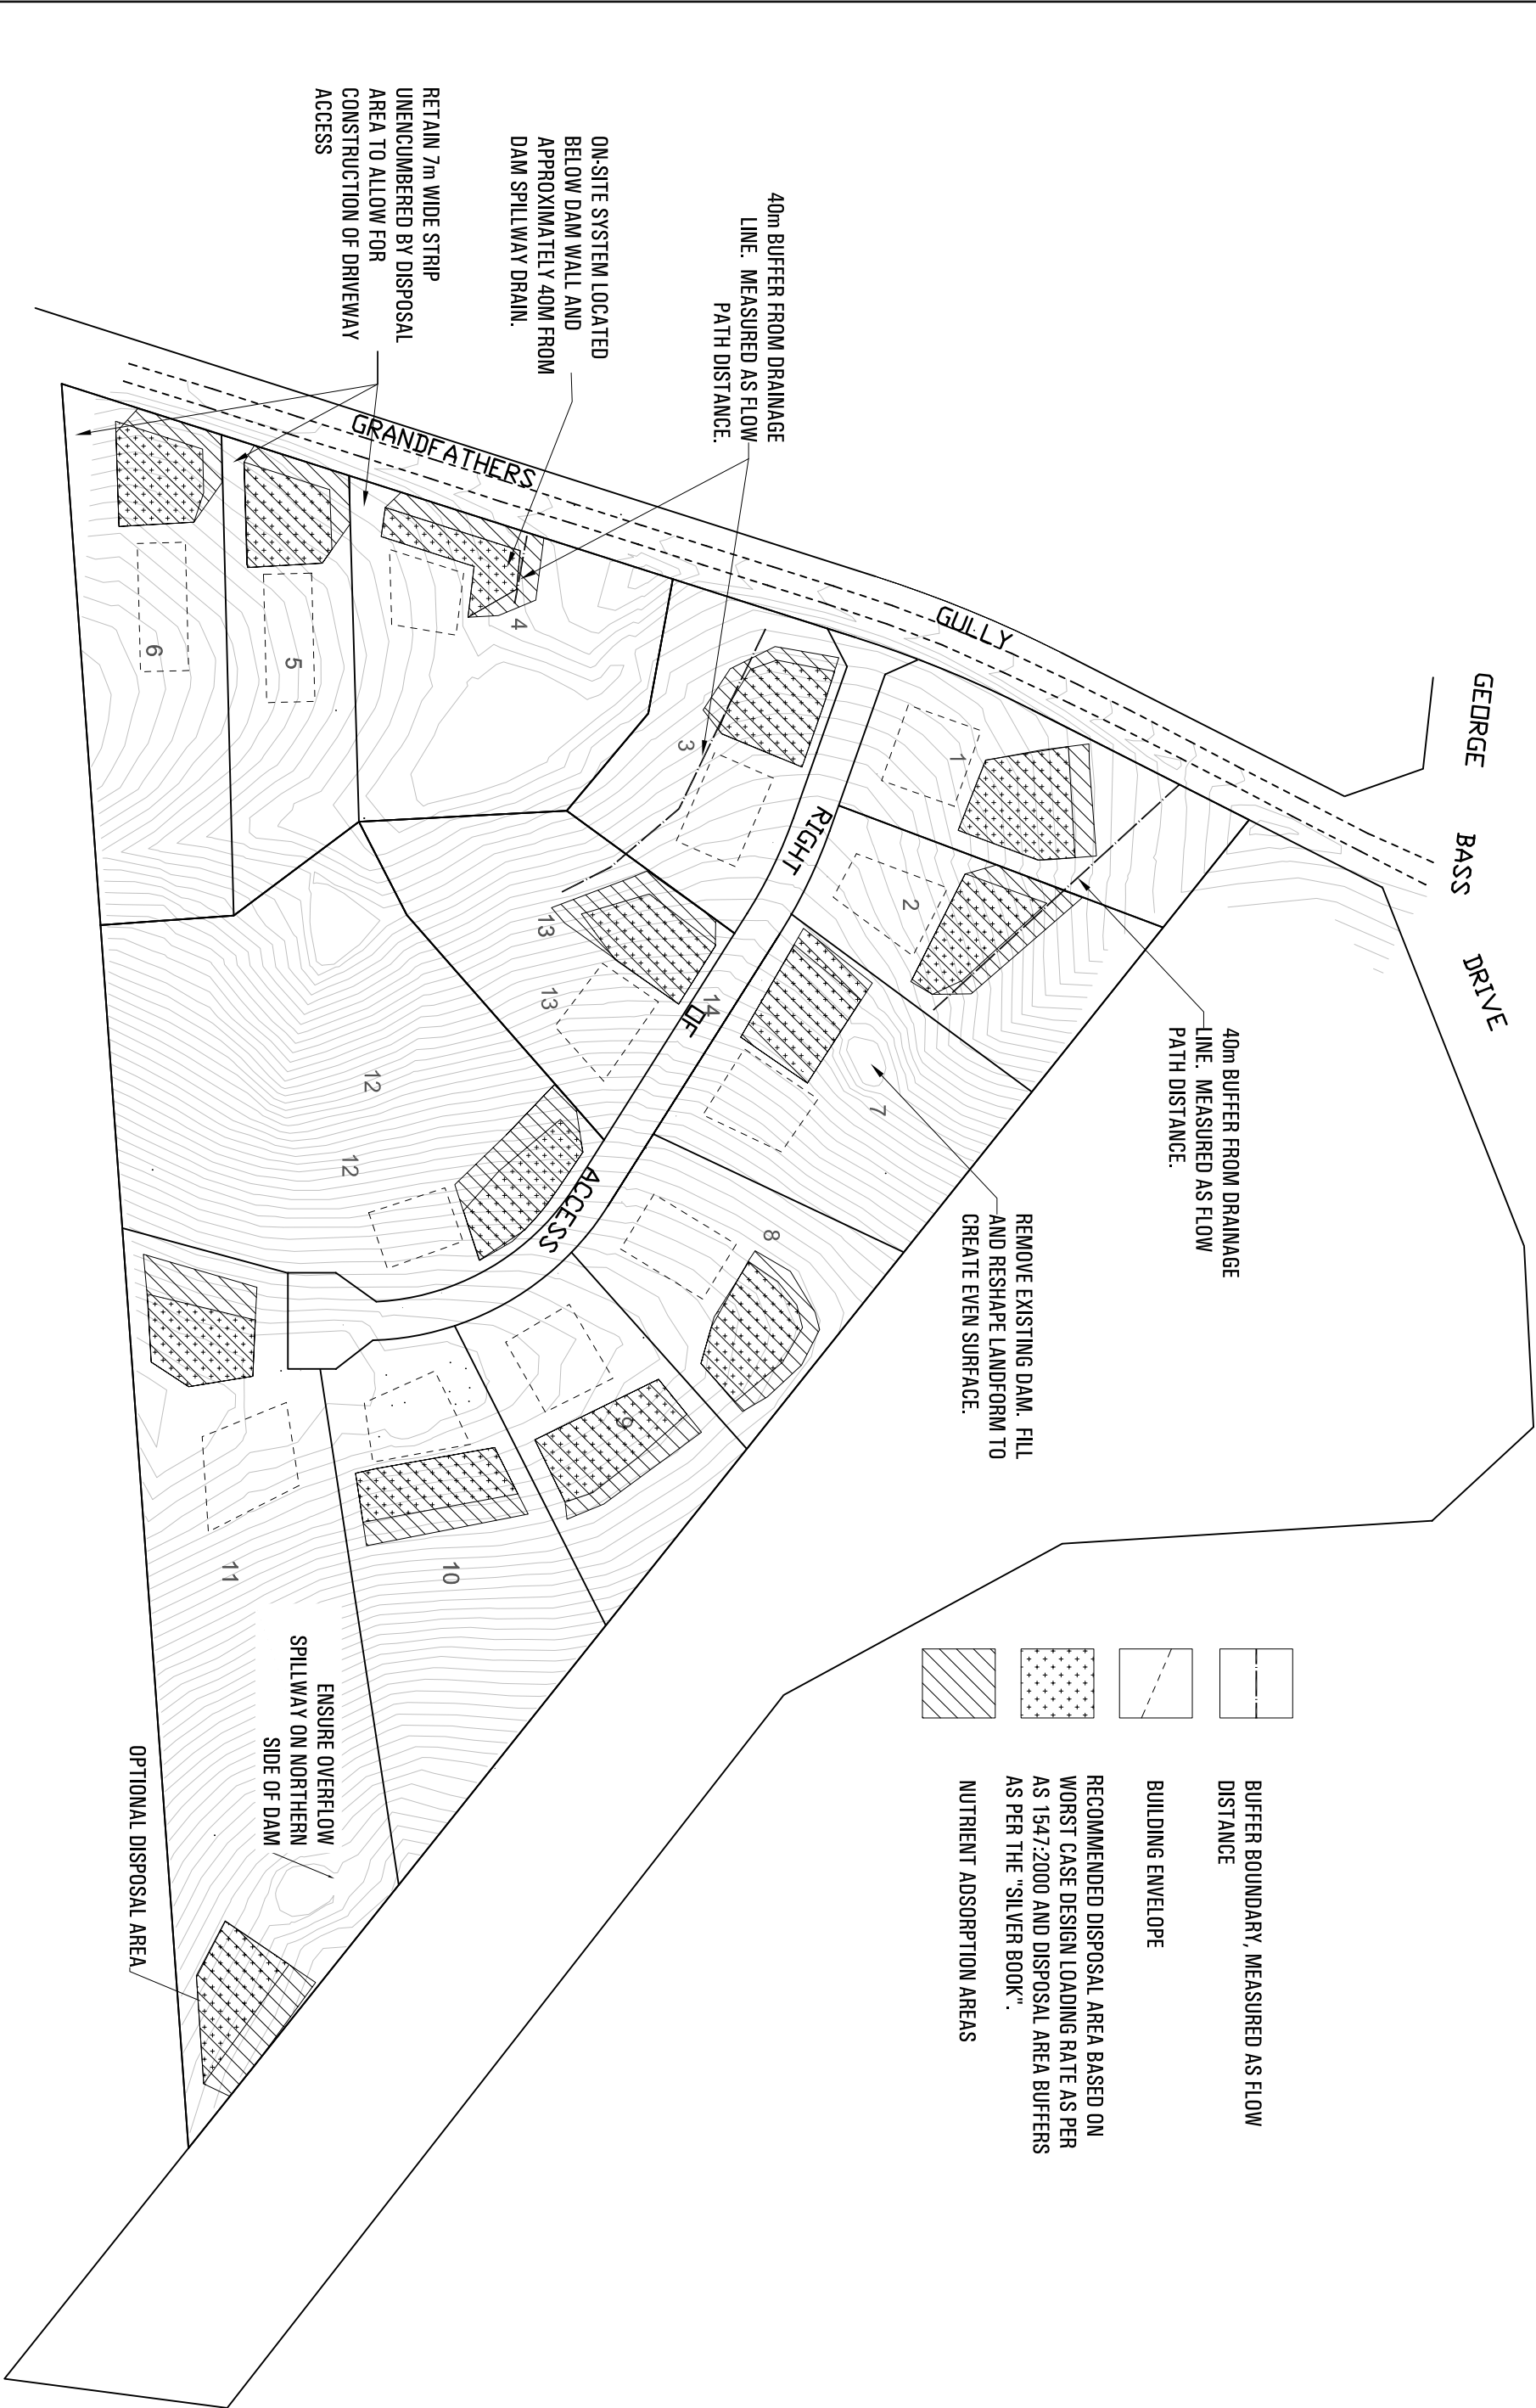 GEORGE
BASS
DRIVE
GRANDFATHERS
GULLY
RIGHT
OF
ACCESS
RETAIN 7m WIDE STRIP
UNENCUMBERED BY DISPOSAL
AREA TO ALLOW FOR
CONSTRUCTION OF DRIVEWAY
ACCESS
ON-SITE SYSTEM LOCATED
BELOW DAM WALL AND
APPROXIMATELY 40M FROM
DAM SPILLWAY DRAIN.
40m BUFFER FROM DRAINAGE
LINE. MEASURED AS FLOW
PATH DISTANCE.
40m BUFFER FROM DRAINAGE
LINE. MEASURED AS FLOW
PATH DISTANCE.
REMOVE EXISTING DAM. FILL
AND RESHAPE LANDFORM TO
CREATE EVEN SURFACE.
1
2
3
4
5
6
7
8
9
10
11
12
12
13
13
14
ENSURE OVERFLOW
SPILLWAY ON NORTHERN
SIDE OF DAM
OPTIONAL DISPOSAL AREA
BUFFER BOUNDARY, MEASURED AS FLOW
DISTANCE
BUILDING ENVELOPE
RECOMMENDED DISPOSAL AREA BASED ON
WORST CASE DESIGN LOADING RATE AS PER
AS 1547:2000 AND DISPOSAL AREA BUFFERS
AS PER THE "SILVER BOOK".
NUTRIENT ADSORPTION AREAS